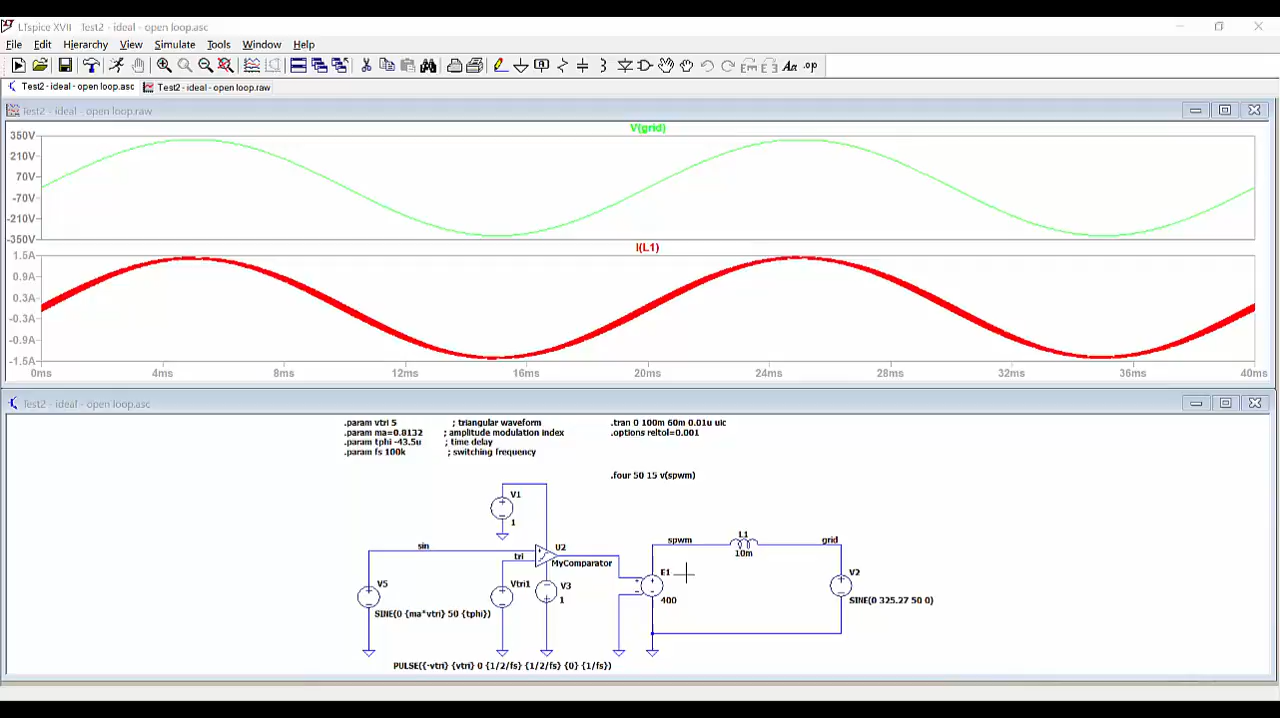 LTspice XVII - Test2 - ideal - open loop.asc
File Edit Hierarchy View Simulate Tools Window Help
Test2 - ideal - open loop.asc Test2 - ideal - open loop.raw
Test2 - ideal - open loop.raw
V(grid)
350V
210V
70V
-70V
-210V
-350V
I(L1)
1.5A
0.9A
0.3A
-0.3A
-0.9A
-1.5A
0ms 4ms 8ms 12ms 16ms 20ms 24ms 28ms 32ms 36ms 40ms
Test2 - ideal - open loop.asc
.param vtri 5 ; triangular waveform
.param ma=0.8132 ; amplitude modulation index
.param tphi -43.5u ; time delay
.param fs 100k ; switching frequency
.tran 0 100m 60m 0.01u uic
.options reltol=0.001
.four 50 15 v(spwm)
V1
1
sin
tri
U2
MyComparator
V5
SINE(0 {ma*vtri} 50 {tphi})
Vtri1
V3
1
PULSE({-vtri} {vtri} 0 {1/2/fs} {1/2/fs} {0} {1/fs})
E1
400
spwm
L1
10m
grid
V2
SINE(0 325.27 50 0)